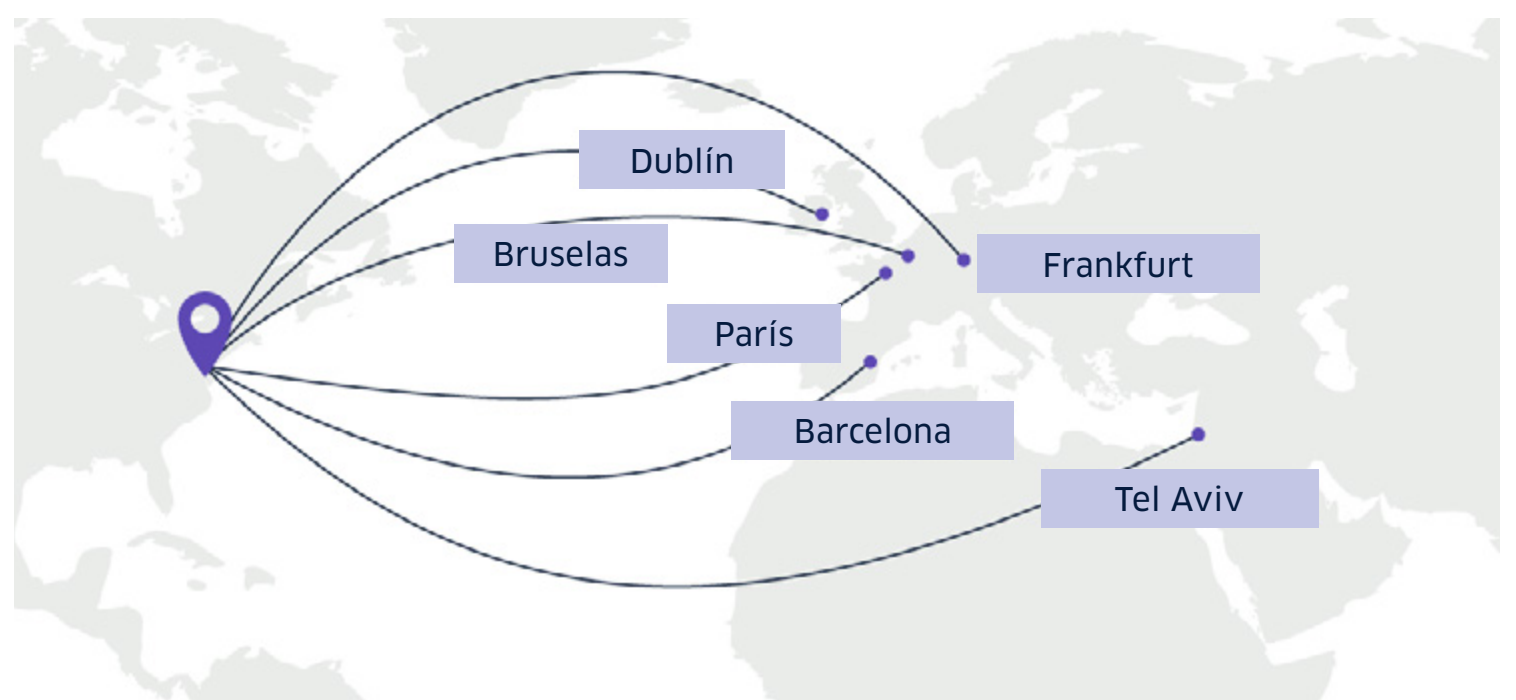 Dublín
Bruselas
Frankfurt
París
Barcelona
Tel Aviv